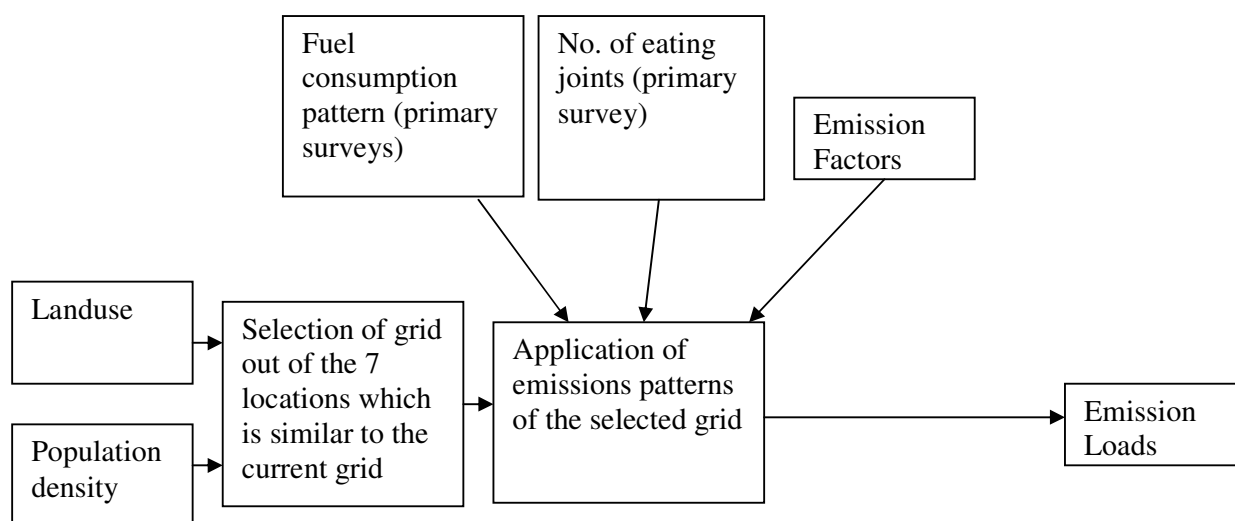 Fuel
consumption
pattern (primary
surveys)
No. of eating
joints (primary
survey)
Emission
Factors
Landuse
Population
density
Selection of grid
out of the 7
locations which
is similar to the
current grid
Application of
emissions patterns
of the selected grid
Emission
Loads